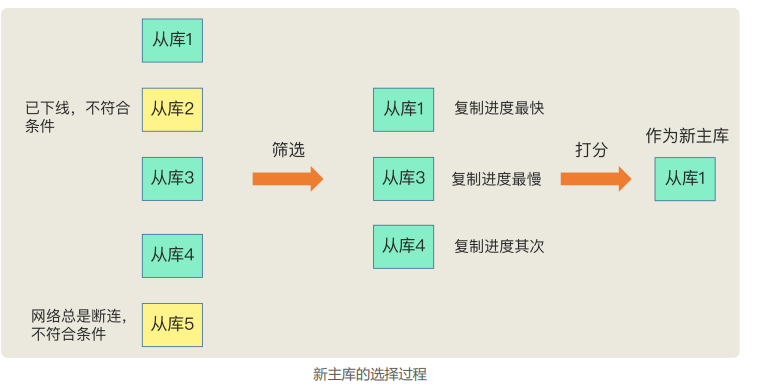 从库1
已下线，不符合
条件
从库2
从库3
从库4
网络总是断连，
不符合条件
从库5
筛选
从库1
复制进度最快
从库3
复制进度最慢
从库4
复制进度其次
打分
作为新主库
从库1
新主库的选择过程